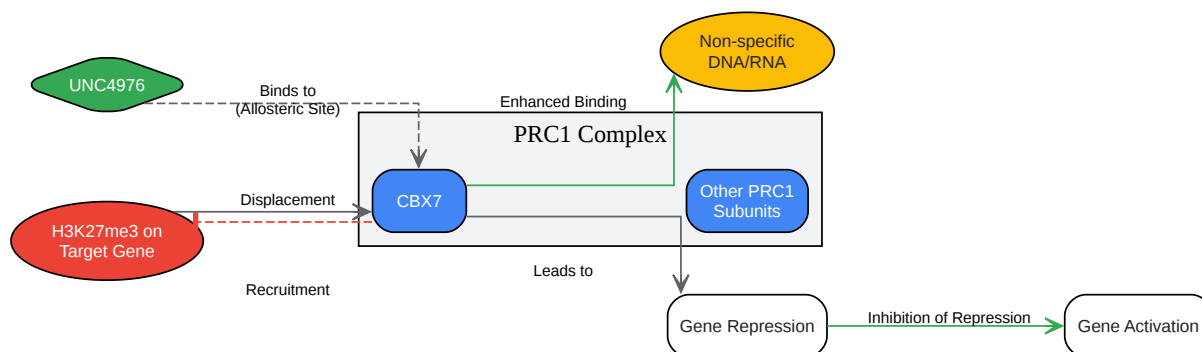 Non-specific
DNA/RNA
UNC4976
Binds to
(Allosteric Site)
Enhanced Binding
PRC1 Complex
CBX7
Other PRC1
Subunits
Displacement
H3K27me3 on
Target Gene
Recruitment
Leads to
Gene Repression
Inhibition of Repression
Gene Activation